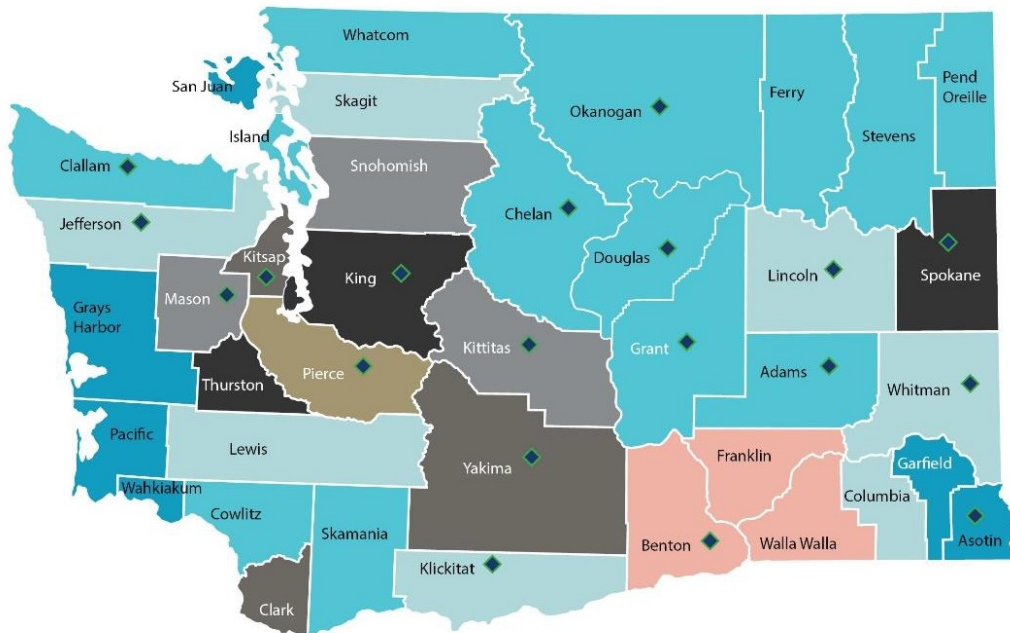 Whatcom
San Juan
Skagit
Island
Okanogan
Ferry
Pend
Oreille
Stevens
Clallam
Snohomish
Jefferson
Chelan
Kitsap
Douglas
King
Lincoln
Spokane
Mason
Grays
Harbor
Kittitas
Grant
Thurston
Pierce
Adams
Whitman
Pacific
Lewis
Yakima
Franklin
Garfield
Wahkiakum
Columbia
Cowlitz
Skamania
Benton
Walla Walla
Asotin
Klickitat
Clark